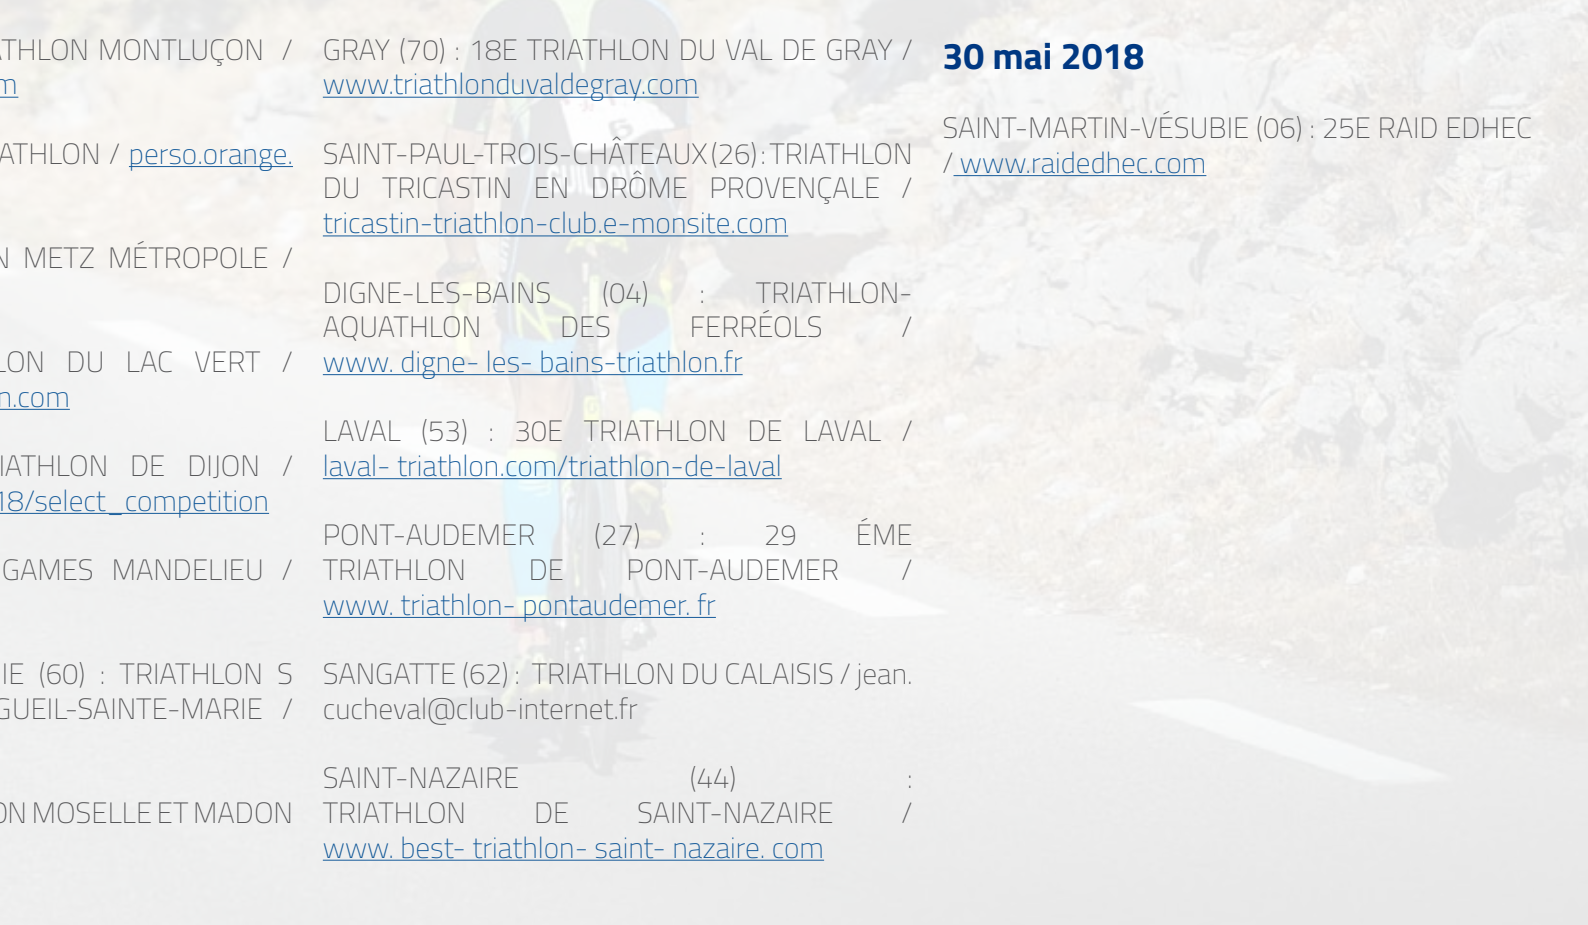 ATHLON MONTLUÇON /
m
ATHLON / perso.orange.
N METZ MÉTROPOLE /
LON DU LAC VERT /
n.com
IATHLON DE DIJON /
18/select_competition
GAMES MANDELIEU /
IE (60) : TRIATHLON S
GUEIL-SAINTE-MARIE /
ON MOSELLE ET MADON
GRAY (70) : 18E TRIATHLON DU VAL DE GRAY /
www.triathlonduvaldegray.com
SAINT-PAUL-TROIS-CHÂTEAUX (26) : TRIATHLON
DU TRICASTIN EN DRÔME PROVENÇALE /
tricastin-triathlon-club.e-monsite.com
DIGNE-LES-BAINS (04) : TRIATHLON-
AQUATHLON DES FERRÉOLS /
www. digne- les- bains-triathlon.fr
LAVAL (53) : 30E TRIATHLON DE LAVAL /
laval- triathlon.com/triathlon-de-laval
PONT-AUDEMER (27) : 29 ÉME
TRIATHLON DE PONT-AUDEMER /
www. triathlon- pontaudemer. fr
SANGATTE (62) : TRIATHLON DU CALAISIS / jean.
cucheval@club-internet.fr
SAINT-NAZAIRE (44) :
TRIATHLON DE SAINT-NAZAIRE /
www. best- triathlon- saint- nazaire. com
30 mai 2018
SAINT-MARTIN-VÉSUBIE (06) : 25E RAID EDHEC
/ www.raidedhec.com